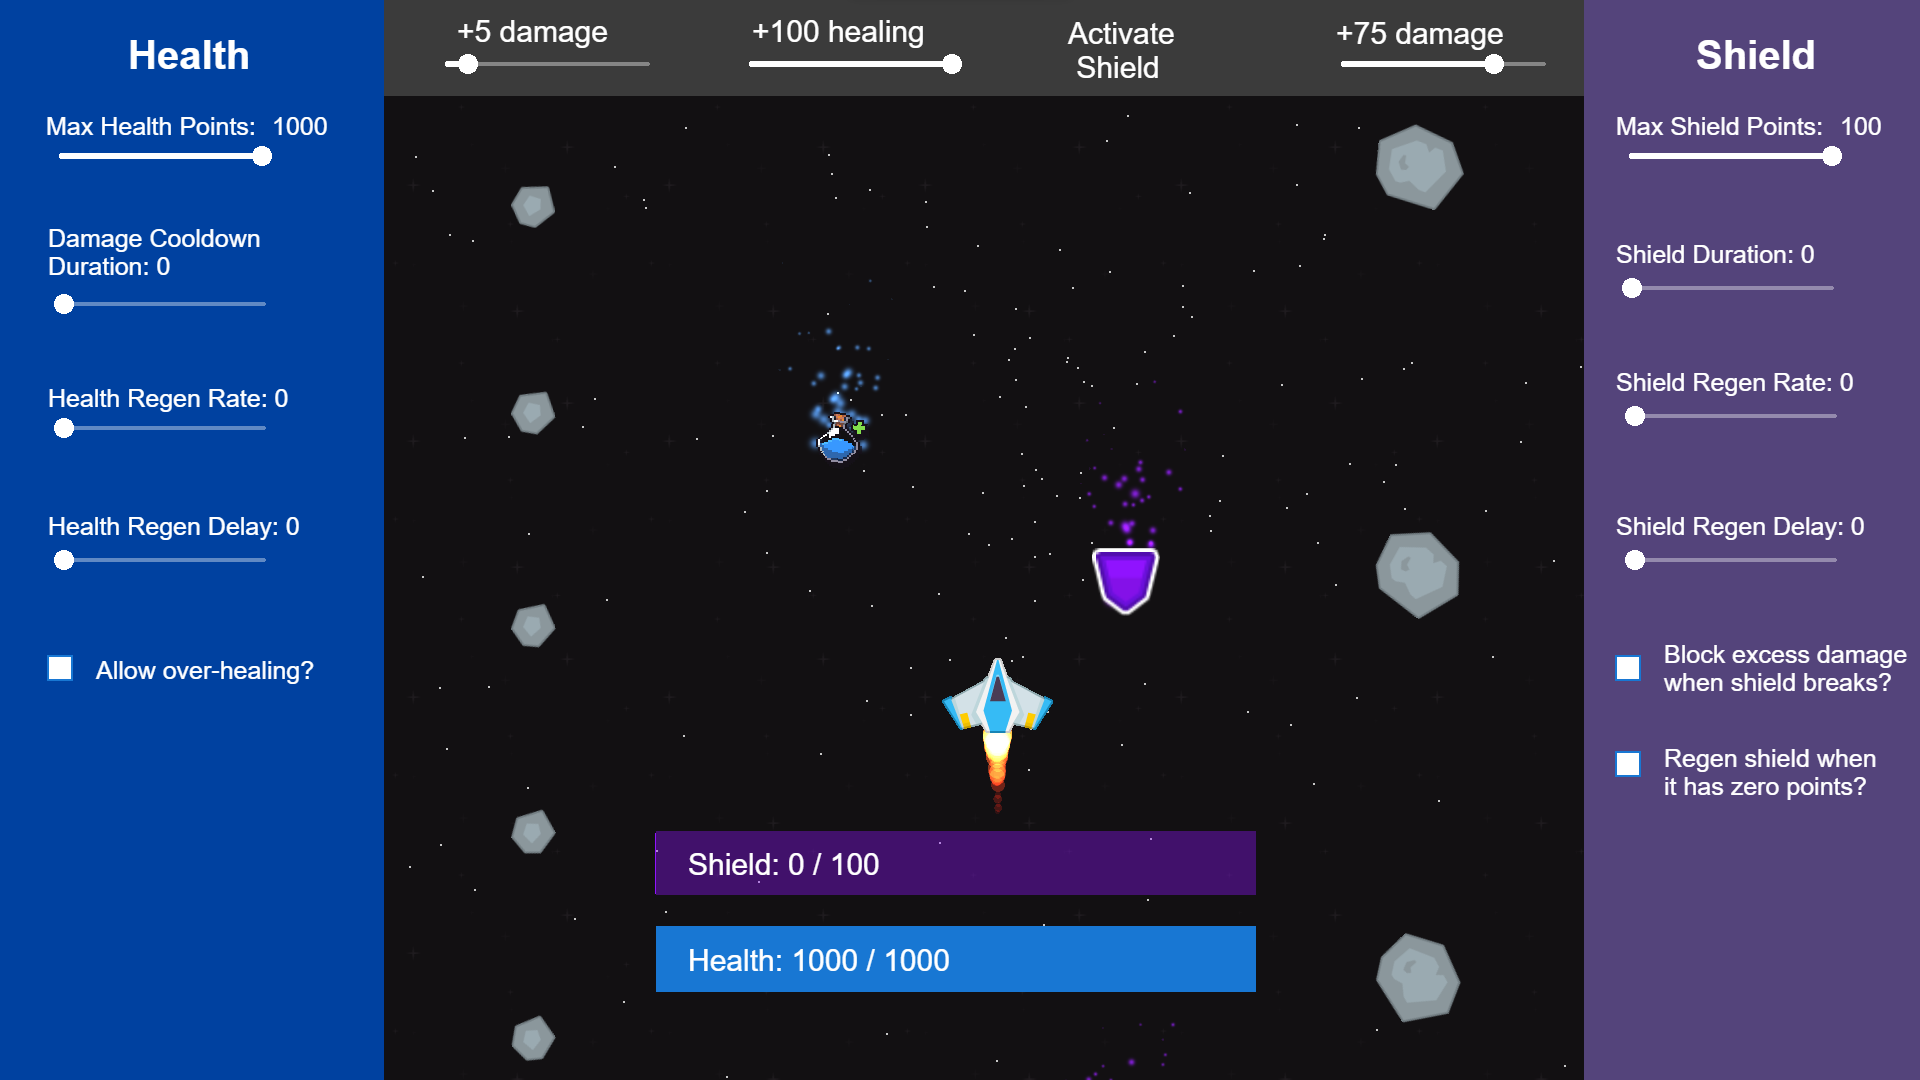 Health
Max Health Points: 1000
Damage Cooldown
Duration: 0
Health Regen Rate: 0
Health Regen Delay: 0
Allow over-healing?
+5 damage
+100 healing
Activate
Shield
+75 damage
Shield: 0 / 100
Health: 1000 / 1000
Shield
Max Shield Points: 100
Shield Duration: 0
Shield Regen Rate: 0
Shield Regen Delay: 0
Block excess damage
when shield breaks?
Regen shield when
it has zero points?